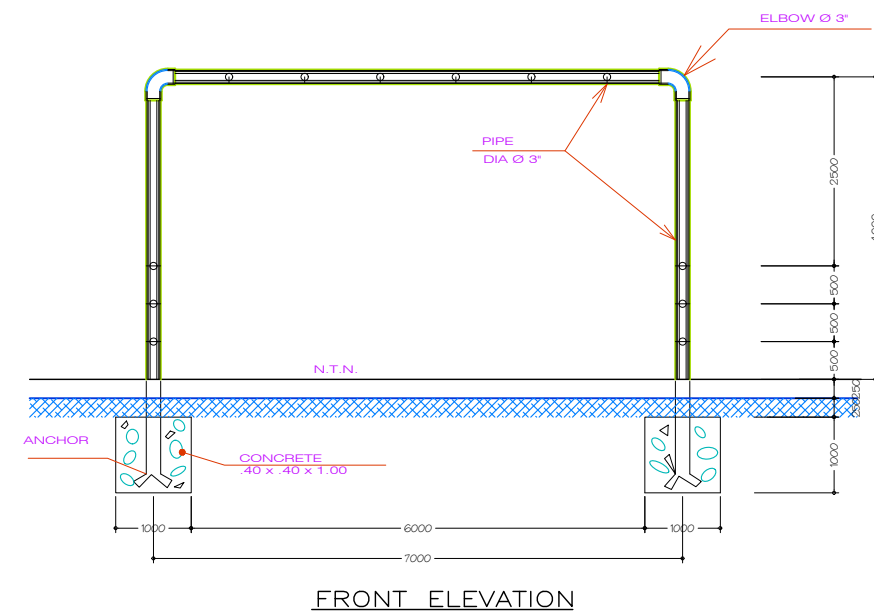 ELBOW Ø 3"
PIPE
DIA Ø 3"
2500
500
500
N.T.N.
500
250
ANCHOR
CONCRETE
.40 x .40 x 1.00
1000
1000
6000
1000
7000
FRONT ELEVATION